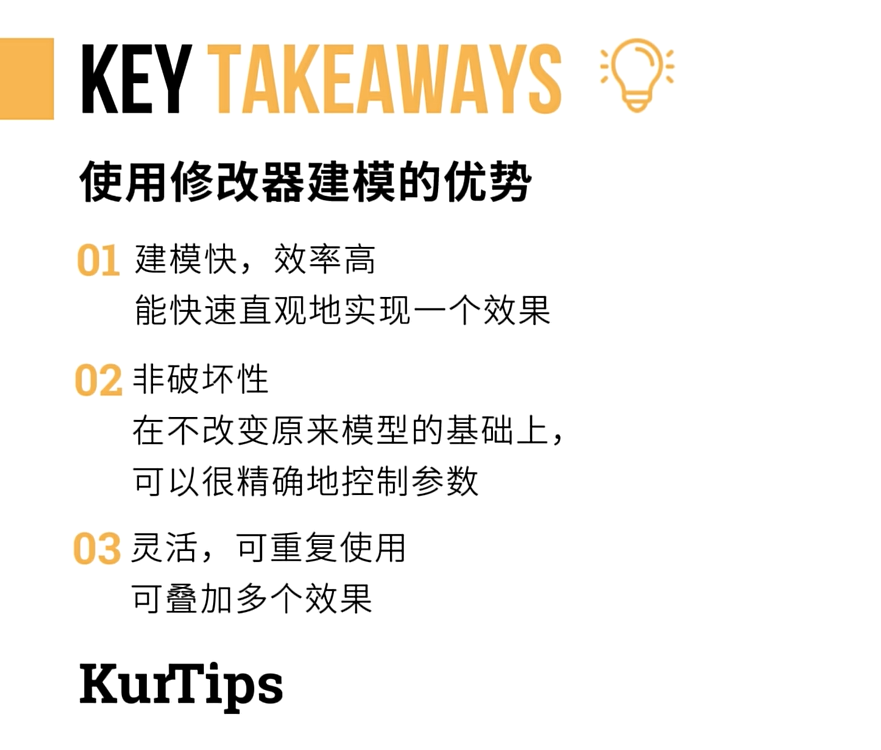 KEY TAKEAWAYS
使用修改器建模的优势
01 建模快，效率高
能快速直观地实现一个效果
02 非破坏性
在不改变原来模型的基础上，
可以很精确地控制参数
03 灵活，可重复使用
可叠加多个效果
KurTips